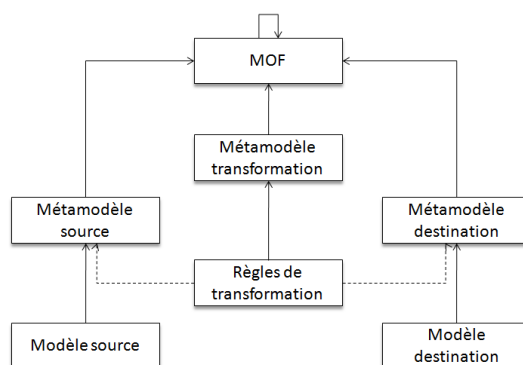 MOF
Métamodèle
transformation
Métamodèle
source
Métamodèle
destination
Règles de
transformation
Modèle source
Modèle
destination